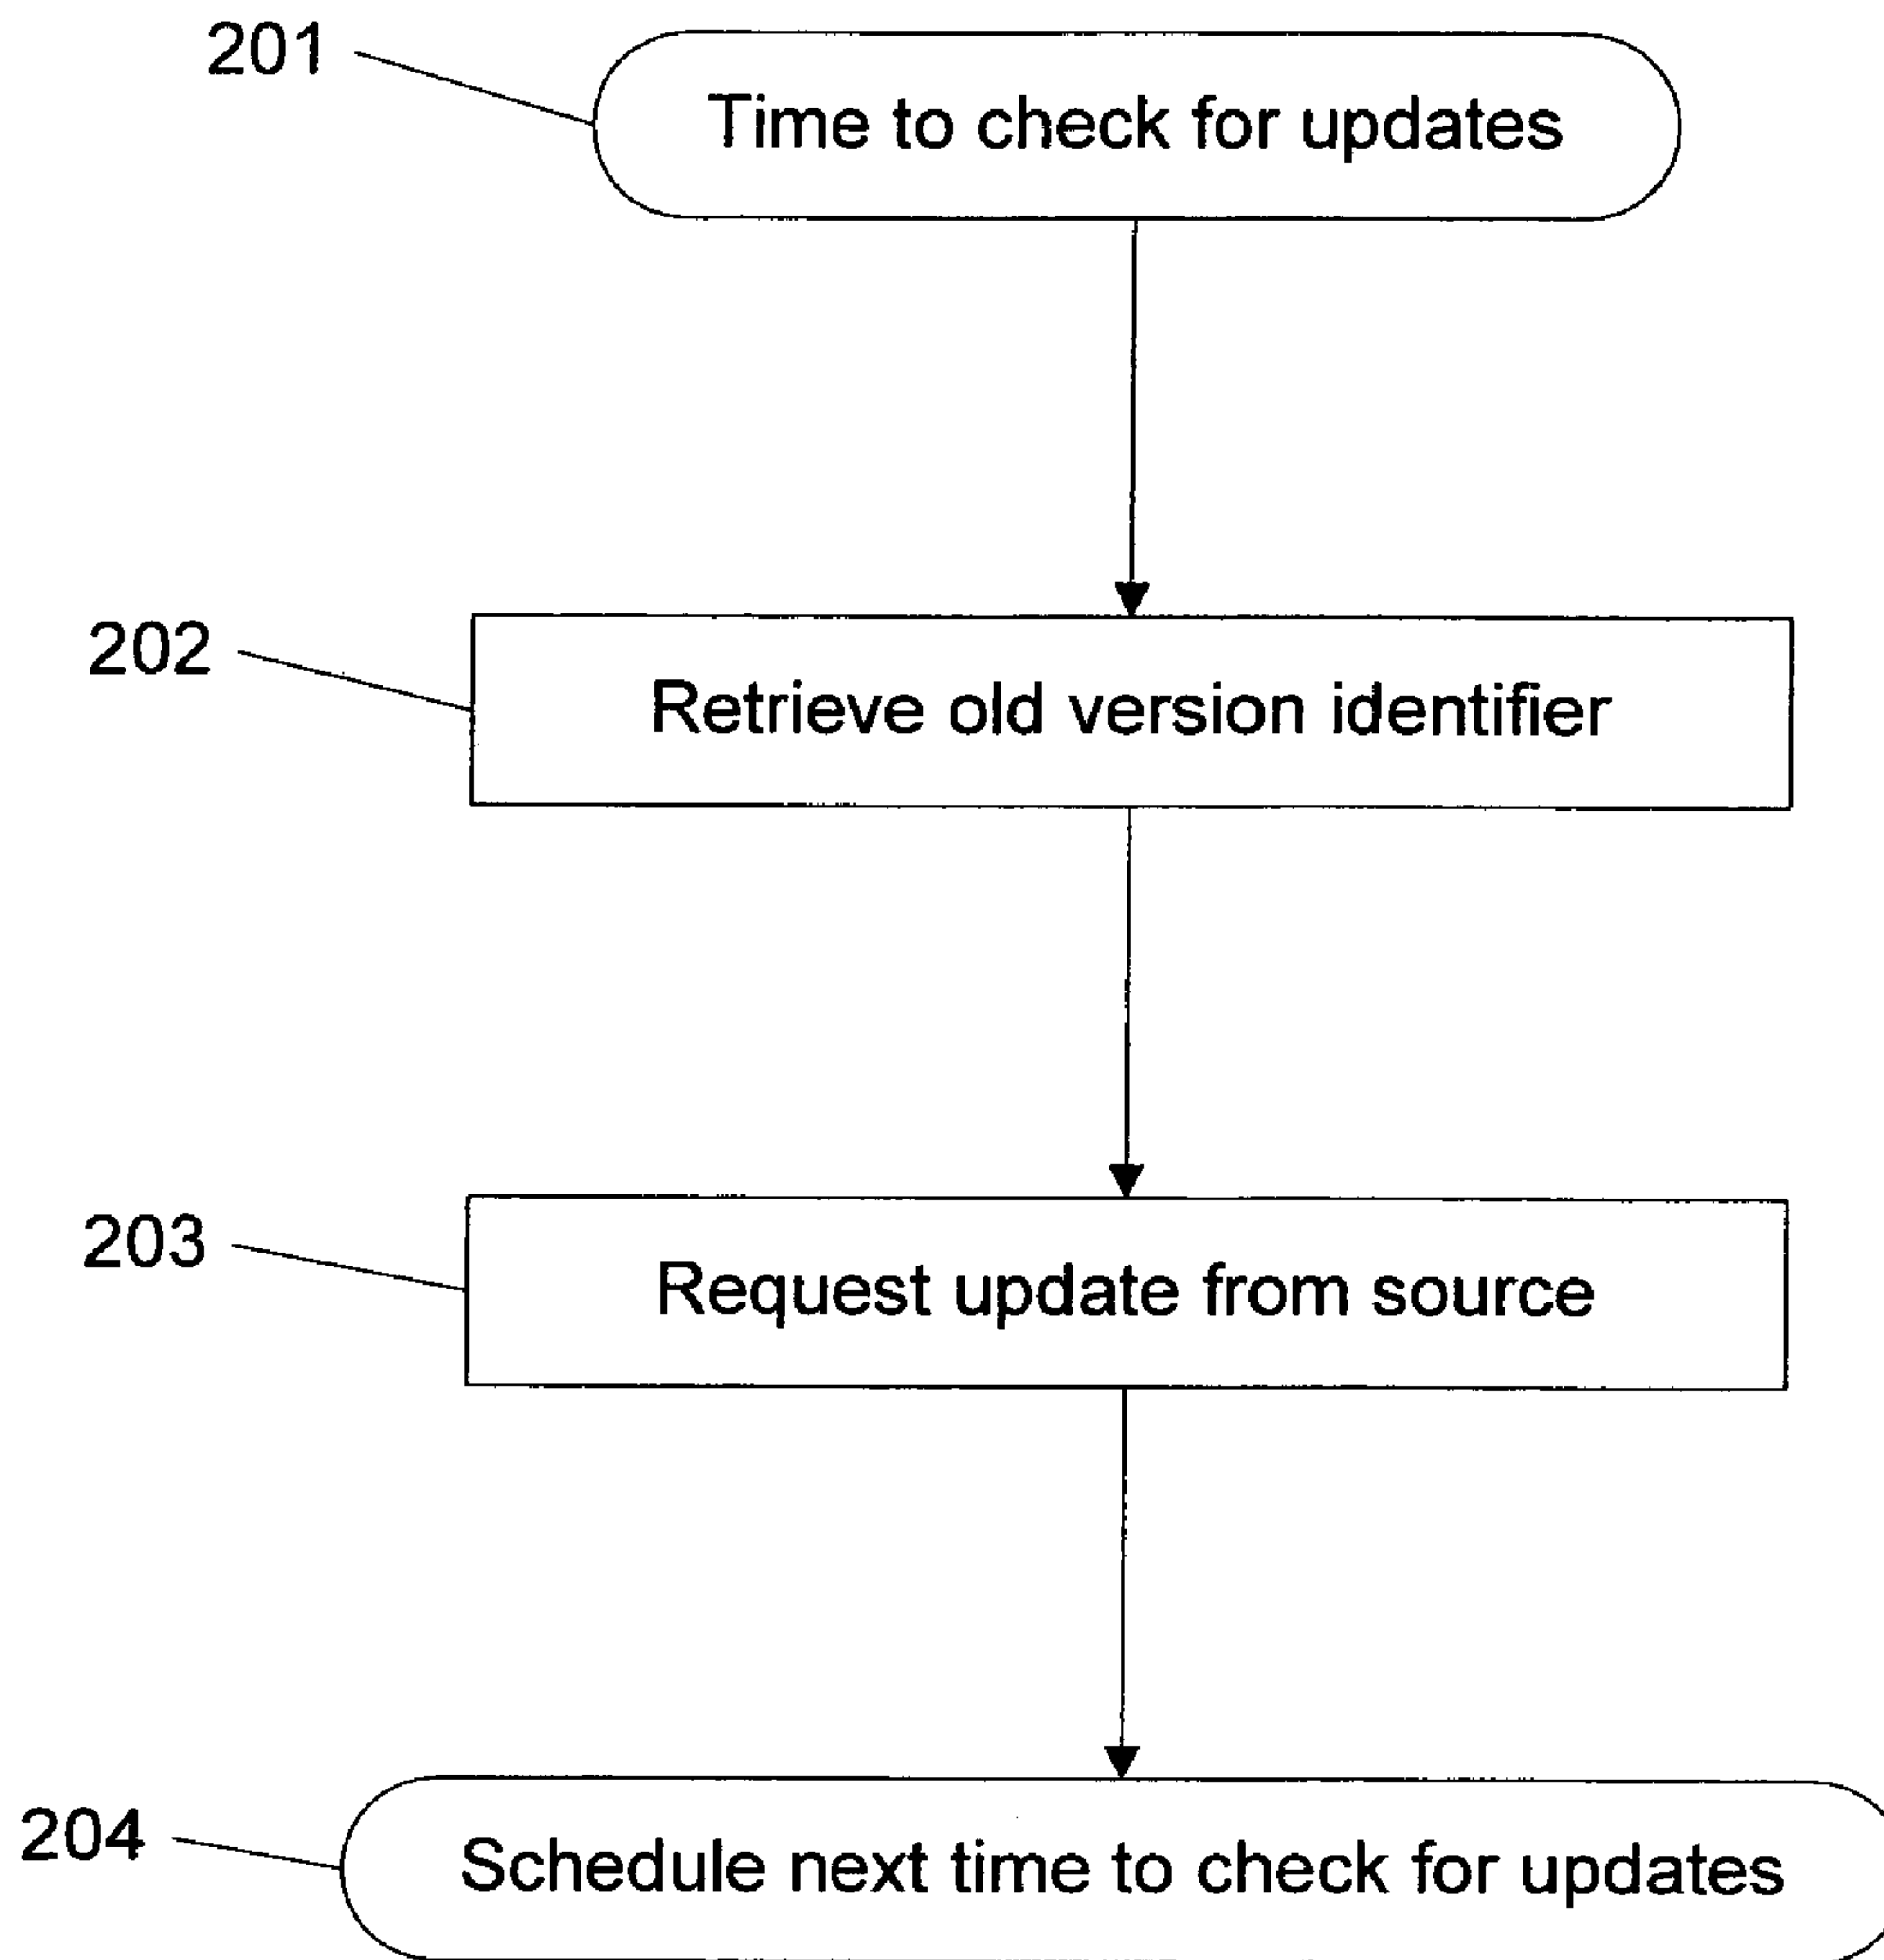 201
Time to check for updates
202
Retrieve old version identifier
203
Request update from source
204
Schedule next time to check for updates